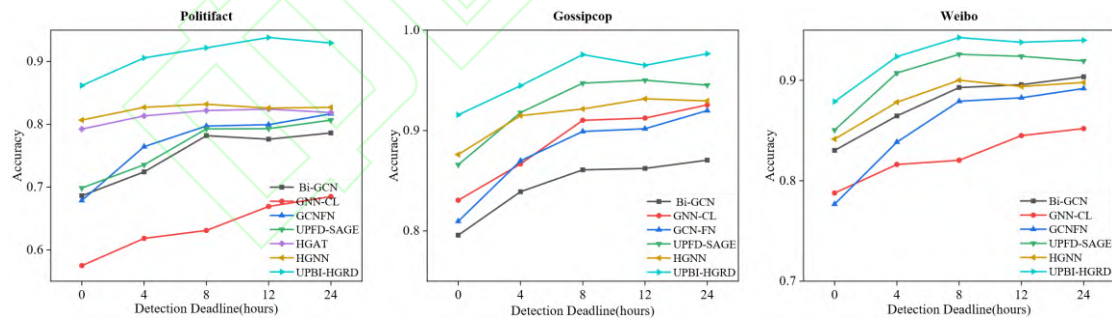 Politifact
Accuracy
0.9
0.8
0.7
0.6
Bi-GCN
GNN-CL
GCNFN
UPFD-SAGE
HGAT
HGNN
UPBI-HGRD
0 4 8 12 24
Detection Deadline(hours)
Gossipcop
Accuracy
1.0
0.9
0.8
Bi-GCN
GNN-CL
GCN-FN
UPFD-SAGE
HGNN
UPBI-HGRD
0 4 8 12 24
Detection Deadline(hours)
Weibo
Accuracy
0.9
0.8
0.7
Bi-GCN
GNN-CL
GCNFN
UPFD-SAGE
HGNN
UPBI-HGRD
0 4 8 12 24
Detection Deadline(hours)